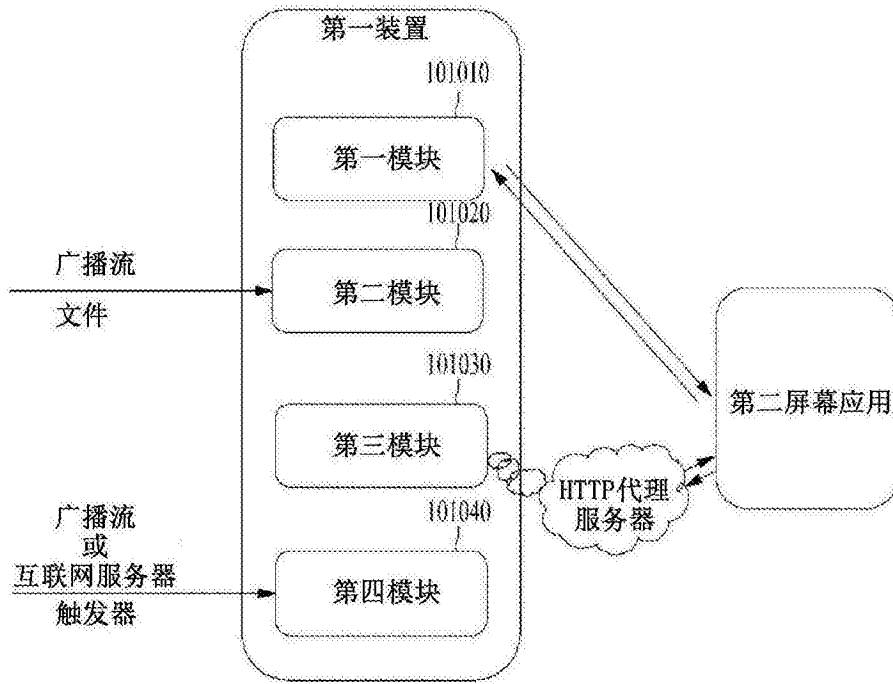 第一装置
101010
第一模块
101020
广播流
第二模块
文件
101030
第二屏幕应用
第三模块
HTTP代理
服务器
101040
广播流
或
互联网服务器
第四模块
触发器